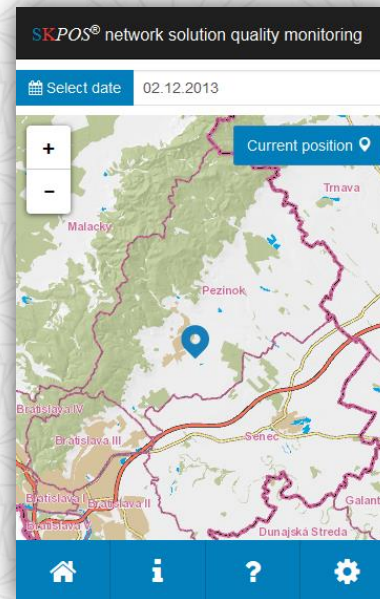 SKPOS® network solution quality monitoring
Select date 02.12.2013
+
Current position
−
Trnava
Malacky
Pezinok
Bratislava IV
Bratislava III
Senec
Bratislava I
Bratislava II
Galant
Bratislava V
Dunajská Streda
i
?